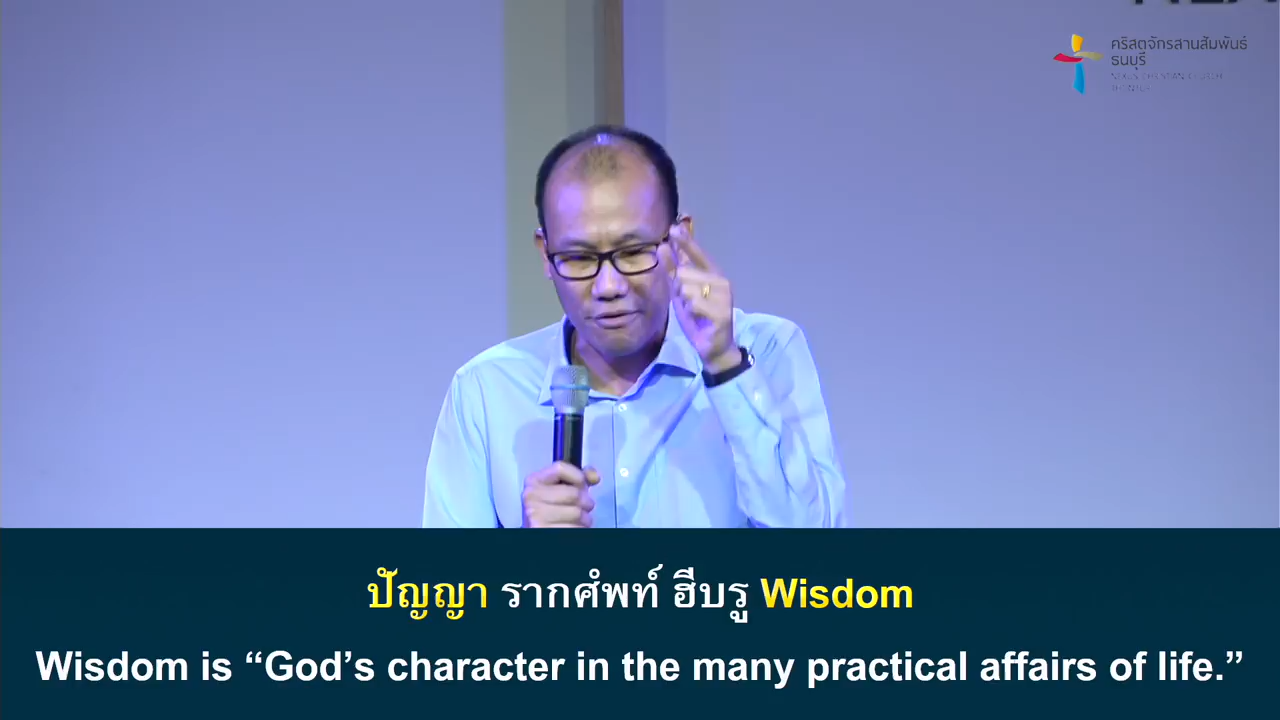 คริสตจักรสานสัมพันธ์
ธนบุรี
CHRISTIAN CHURCH
ปัญญา รากศํพท์ ฮีบรู Wisdom
Wisdom is “God’s character in the many practical affairs of life.”